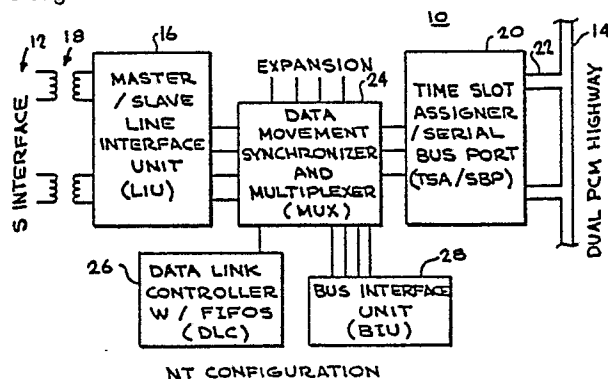 10
12
18
16
20
22
14
MASTER
/ SLAVE
LINE
INTERFACE
UNIT
(LIU)
S INTERFACE
EXPANSION
24
DATA
MOVEMENT
SYNCHRONIZER
AND
MULTIPLEXER
(MUX)
TIME SLOT
ASSIGNER
/SERIAL
BUS PORT
(TSA/SBP)
DUAL PCM HIGHWAY
26
DATA LINK
CONTROLLER
W/ FIFOS
(DLC)
28
BUS INTERFACE
UNIT
(BIU)
NT CONFIGURATION